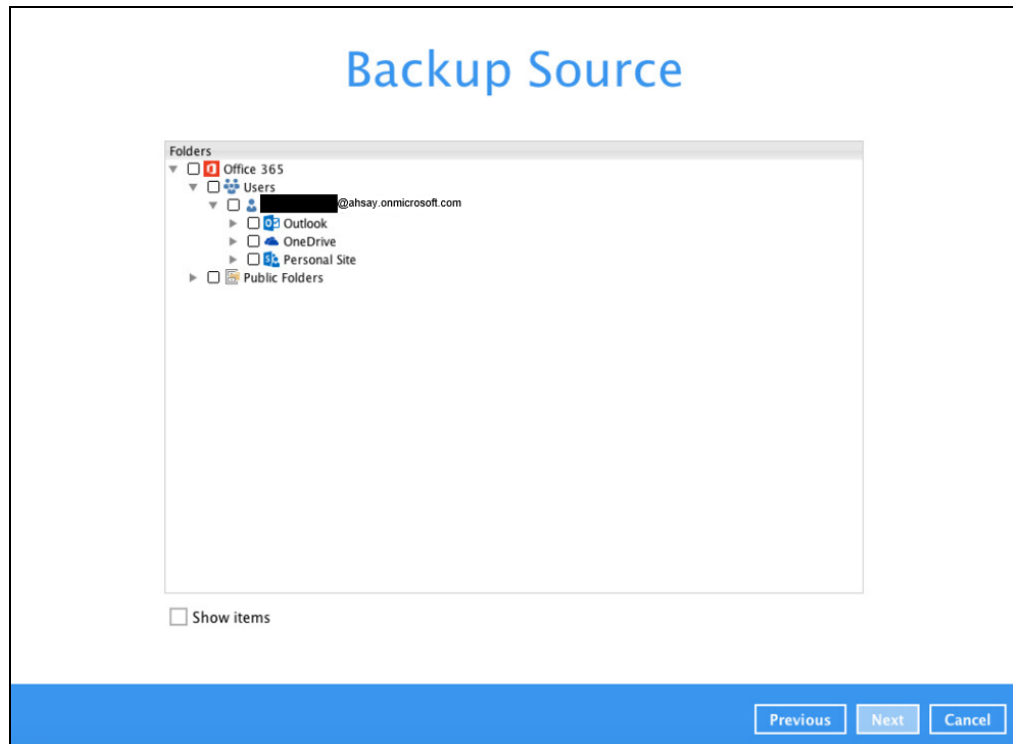 Backup Source
Folders
Office 365
Users
@ahsay.onmicrosoft.com
Outlook
OneDrive
Personal Site
Public Folders
Show items
Previous Next Cancel